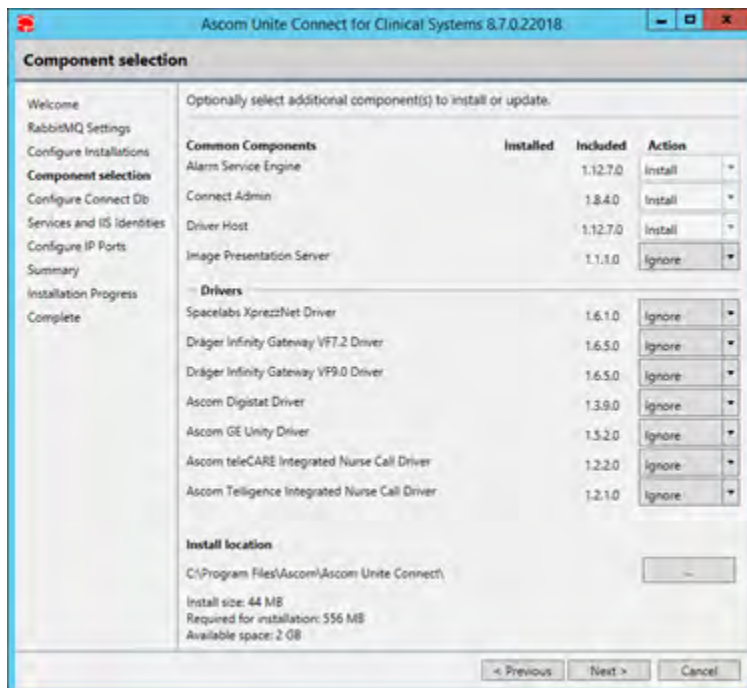 Ascom Unite Connect for Clinical Systems 8.7.0.22018
Component selection
Welcome
RabbitMQ Settings
Configure Installations
Component selection
Configure Connect Db
Services and IIS Identities
Configure IP Ports
Summary
Installation Progress
Complete
Optionally select additional component(s) to install or update.
Common Components Installed Included Action
Alarm Service Engine 1.12.7.0 Install
Connect Admin 1.8.4.0 Install
Driver Host 1.12.7.0 Install
Image Presentation Server 1.1.1.0 Ignore
Drivers
Spacelabs XprezzNet Driver 1.6.1.0 Ignore
Dräger Infinity Gateway VF7.2 Driver 1.6.5.0 Ignore
Dräger Infinity Gateway VF9.0 Driver 1.6.5.0 Ignore
Ascom Digistat Driver 1.3.9.0 Ignore
Ascom GE Unity Driver 1.5.2.0 Ignore
Ascom teleCARE Integrated Nurse Call Driver 1.2.2.0 Ignore
Ascom Telligence Integrated Nurse Call Driver 1.2.1.0 Ignore
Install location
C:\Program Files\Ascom\Ascom Unite Connect\ ...
Install size: 44 MB
Required for installation: 556 MB
Available space: 2 GB
< Previous Next > Cancel